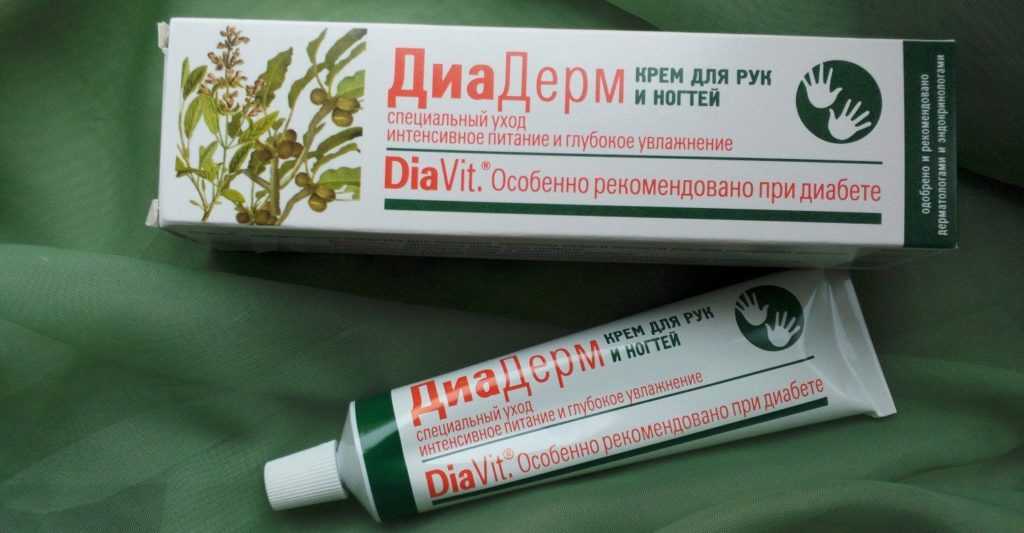 ДиаДерм
КРЕМ ДЛЯ РУК
И НОГТЕЙ
специальный уход
интенсивное питание и глубокое увлажнение
DiaVit.® Особенно рекомендовано при диабете
одобрено и рекомендовано
дерматологами и эндокринологами
ДиаДерм
КРЕМ ДЛЯ РУК
И НОГТЕЙ
специальный уход
интенсивное питание и глубокое увлажнение
DiaVit.® Особенно рекомендовано при диабете